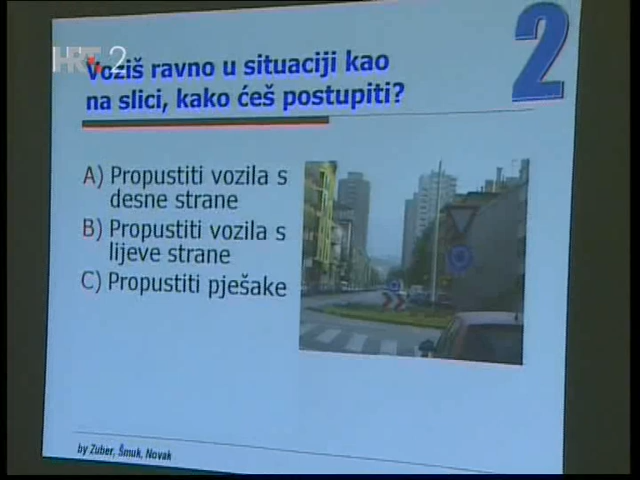 HRT 2
2
Voziš ravno u situaciji kao
na slici, kako ćeš postupiti?
A) Propustiti vozila s
desne strane
B) Propustiti vozila s
lijeve strane
C) Propustiti pješake
by Zuber, Šmuk, Novak